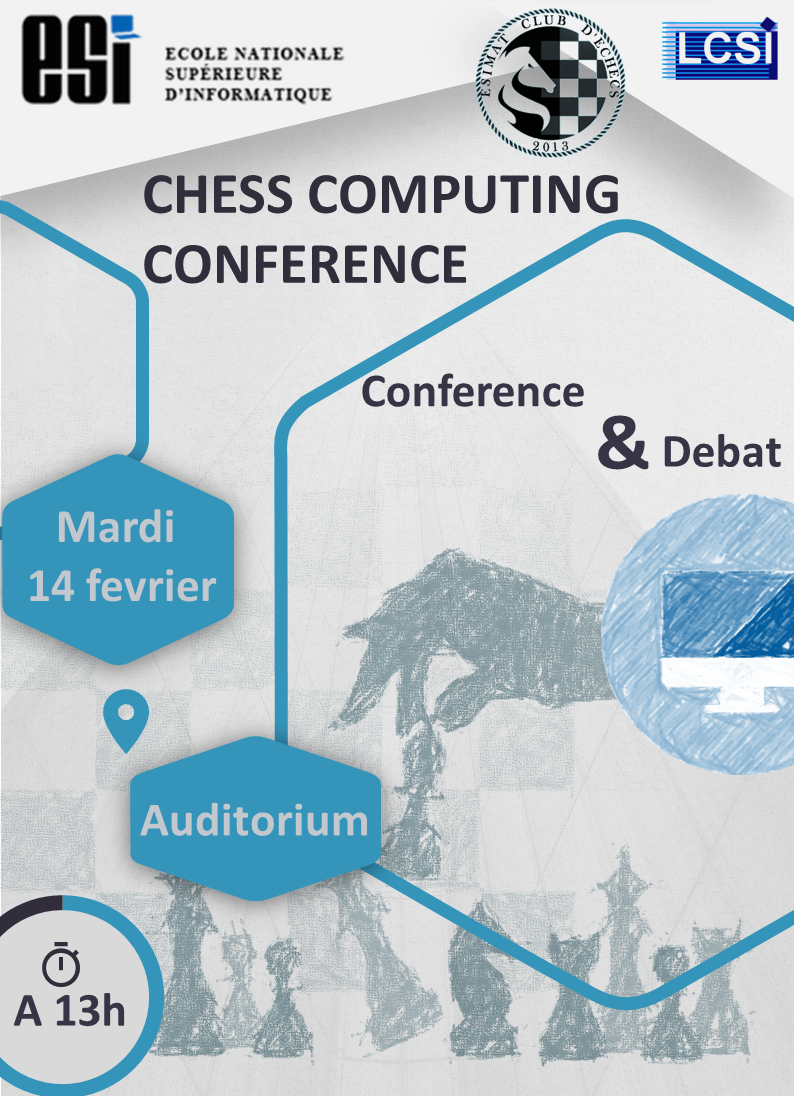 esi
ECOLE NATIONALE
SUPÉRIEURE
D'INFORMATIQUE
ESIMAT CLUB D'ECHECS
2013
LCSI
CHESS COMPUTING
CONFERENCE
Conference
& Debat
Mardi
14 fevrier
Auditorium
A 13h